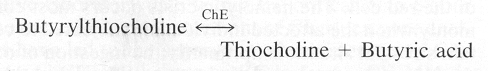 ChE
Butyrylthiocholine ⟷
Thiocholine + Butyric acid